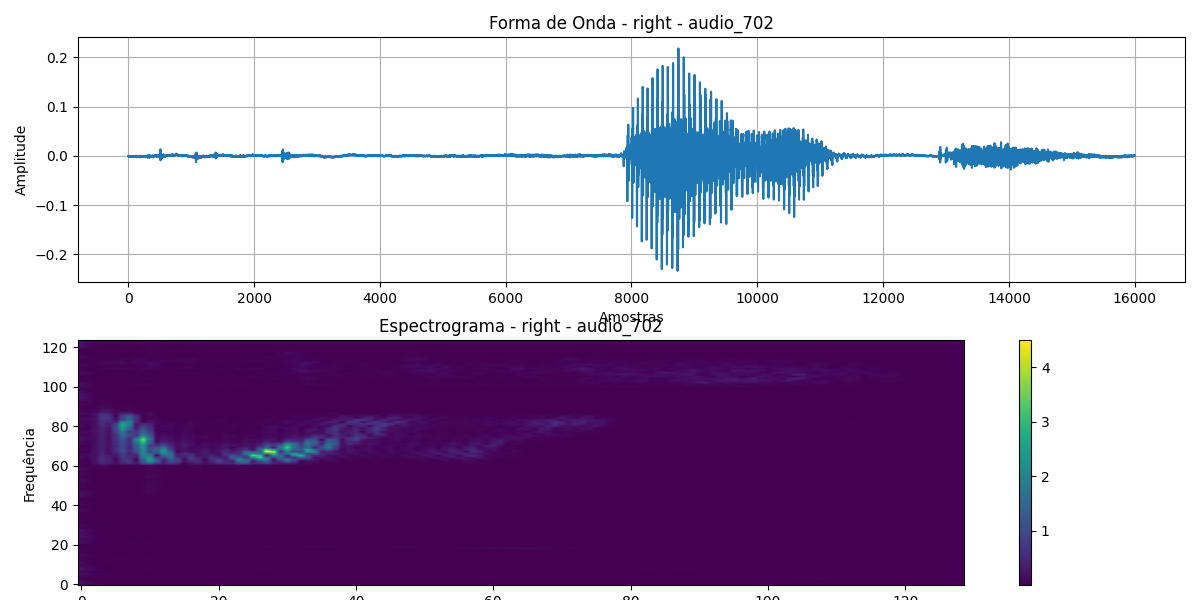 Forma de Onda - right - audio_702
0.2
0.1
0.0
−0.1
−0.2
Amplitude
0 2000 4000 6000 8000 10000 12000 14000 16000
Amostras
Espectrograma - right - audio_702
120
100
80
60
40
20
0
Frequência
0 20 40 60 80 100 120
4
3
2
1